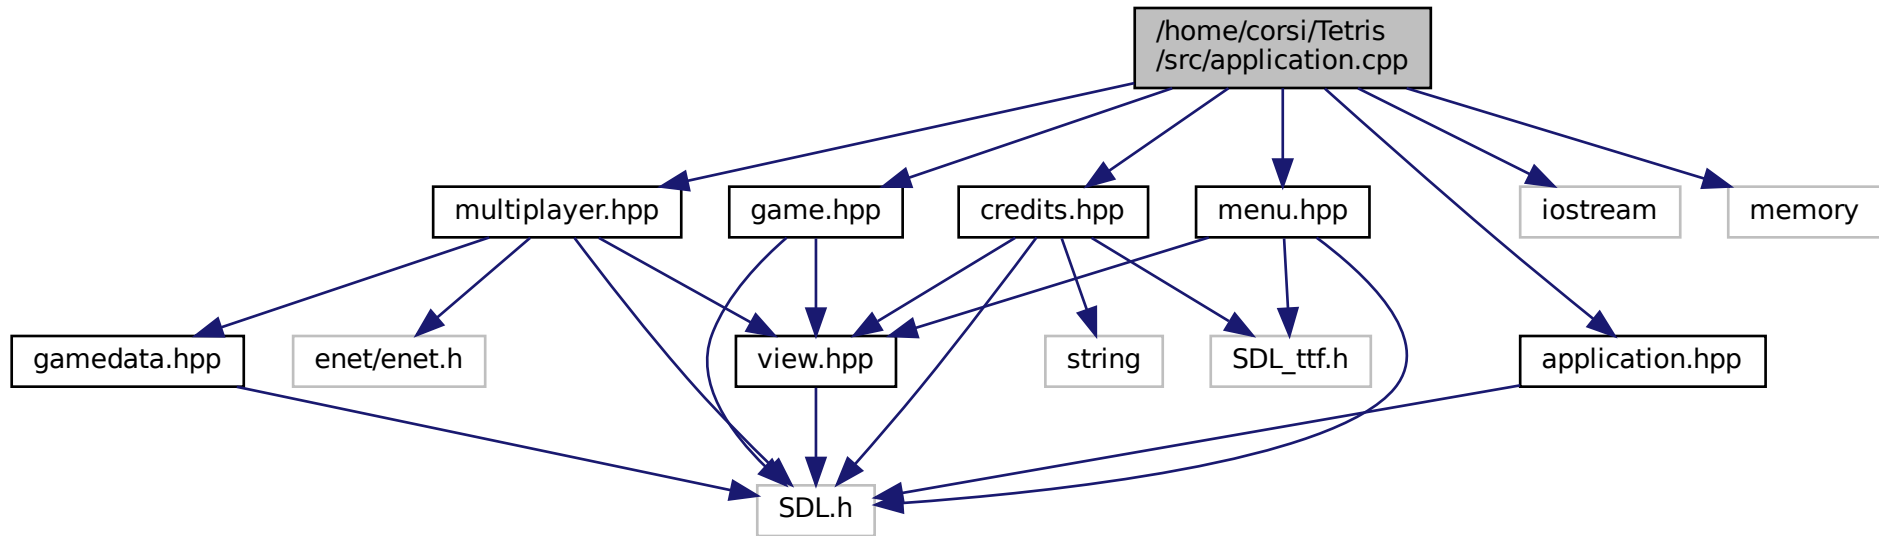 /home/corsi/Tetris
/src/application.cpp
multiplayer.hpp
game.hpp
credits.hpp
menu.hpp
iostream
memory
gamedata.hpp
enet/enet.h
view.hpp
string
SDL_ttf.h
application.hpp
SDL.h